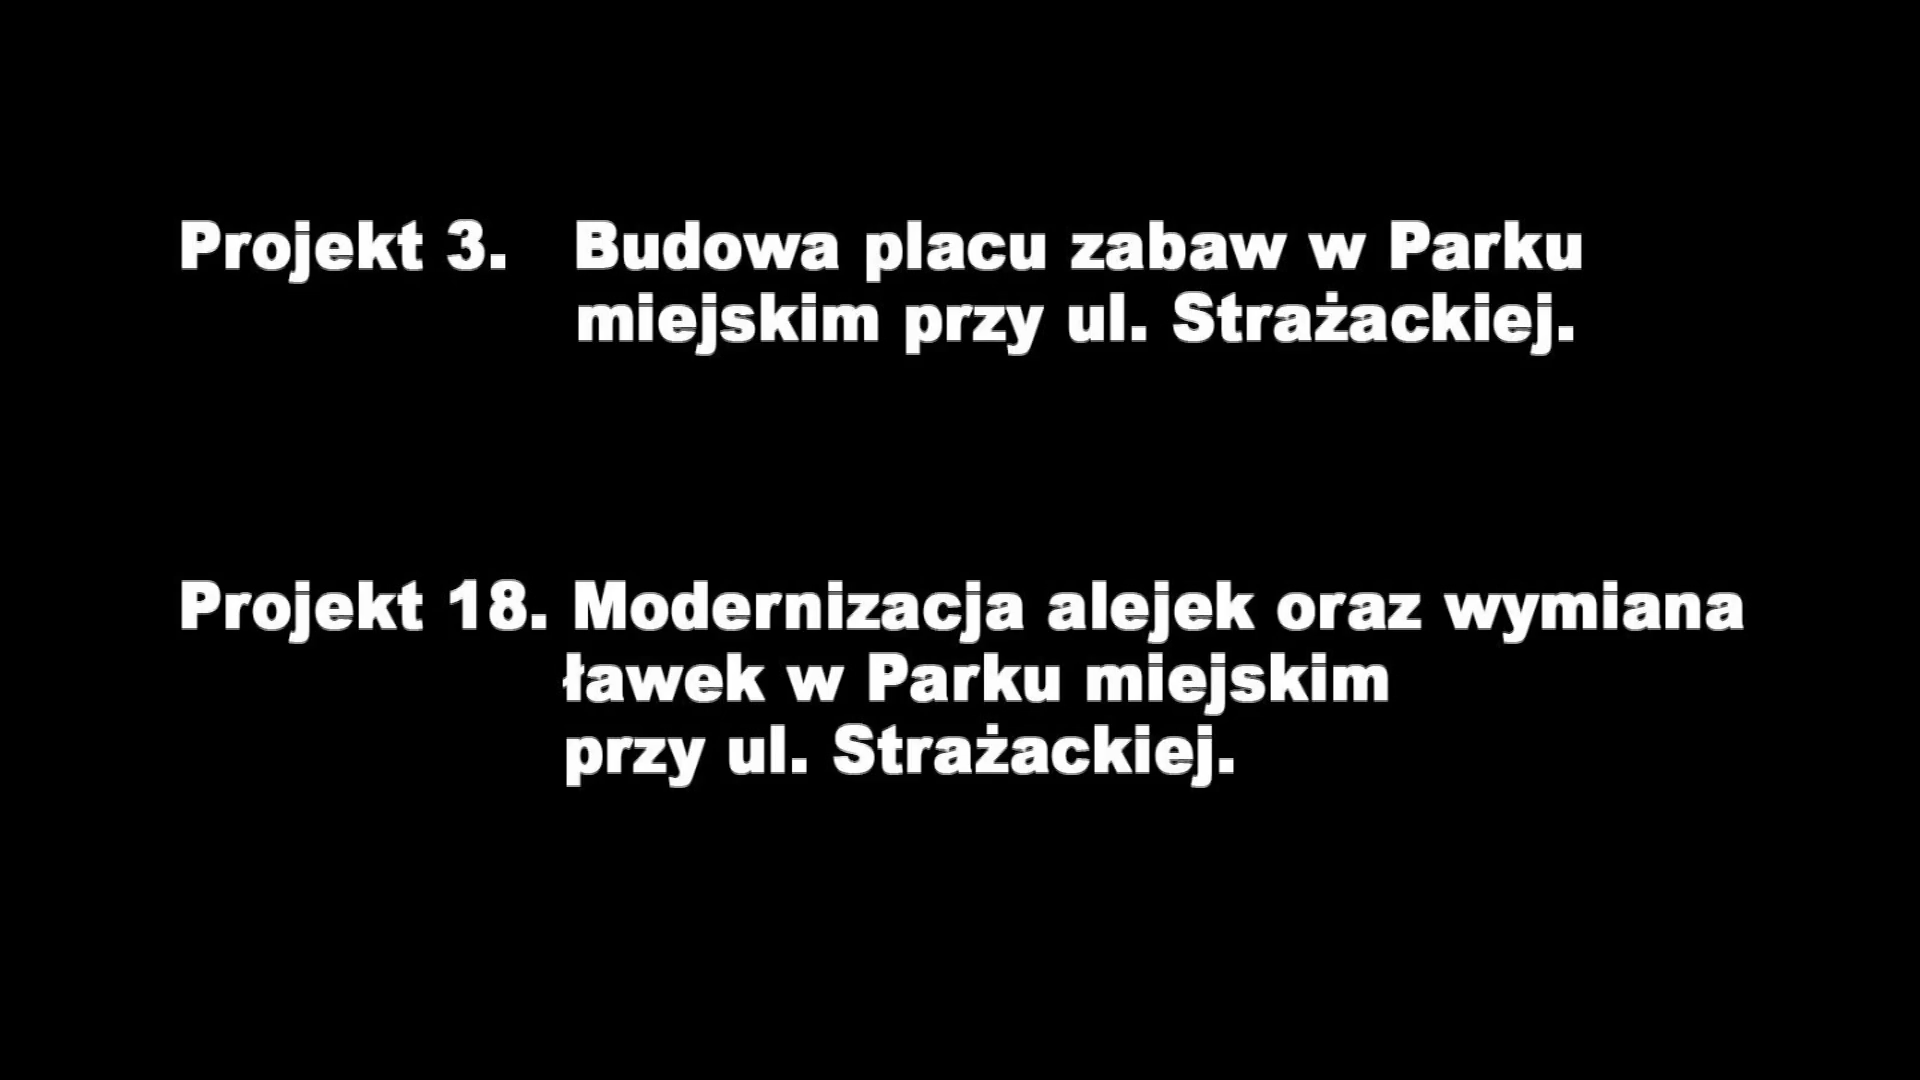 Projekt 3. Budowa placu zabaw w Parku
miejskim przy ul. Strażackiej.
Projekt 18. Modernizacja alejek oraz wymiana
ławek w Parku miejskim
przy ul. Strażackiej.